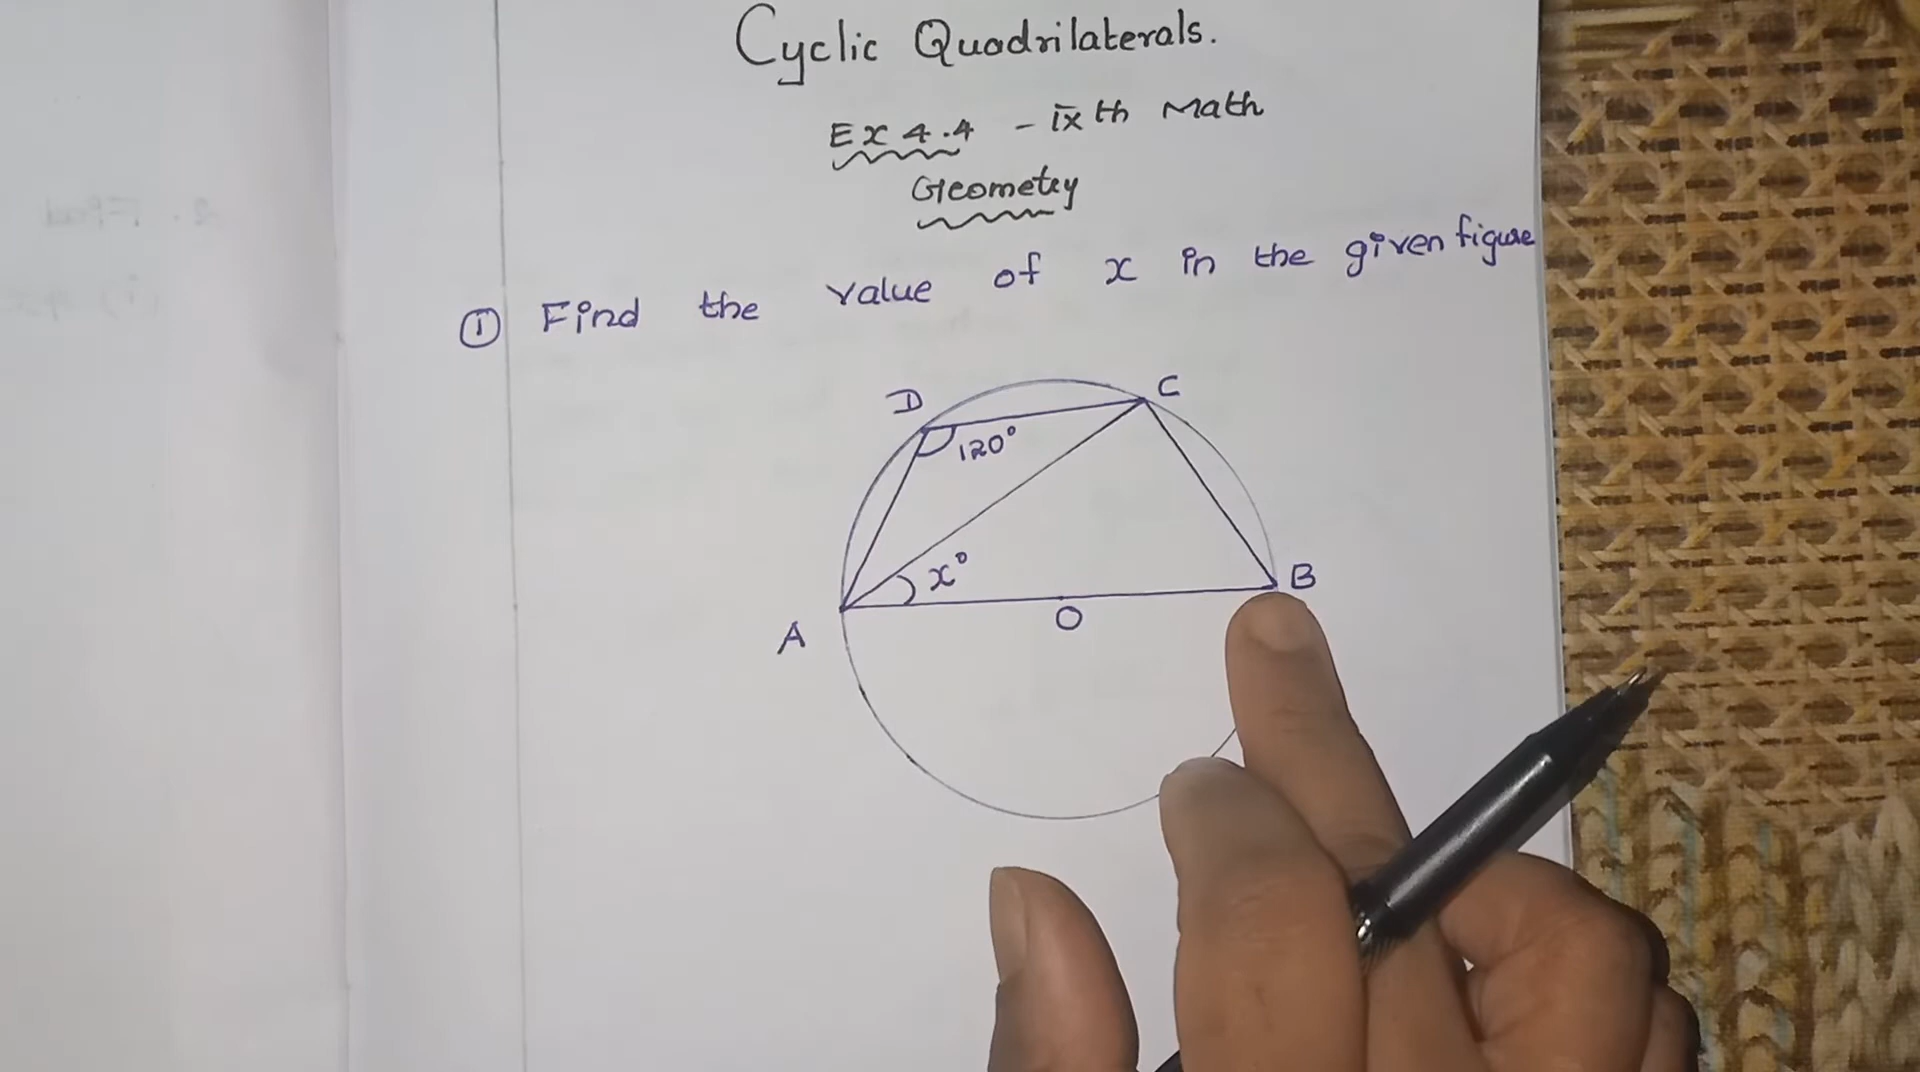 Cyclic Quadrilaterals.
Ex 4.4 - ixth Math
Geometry
① Find the value of x in the given figure
D C
120°
x° B
A O